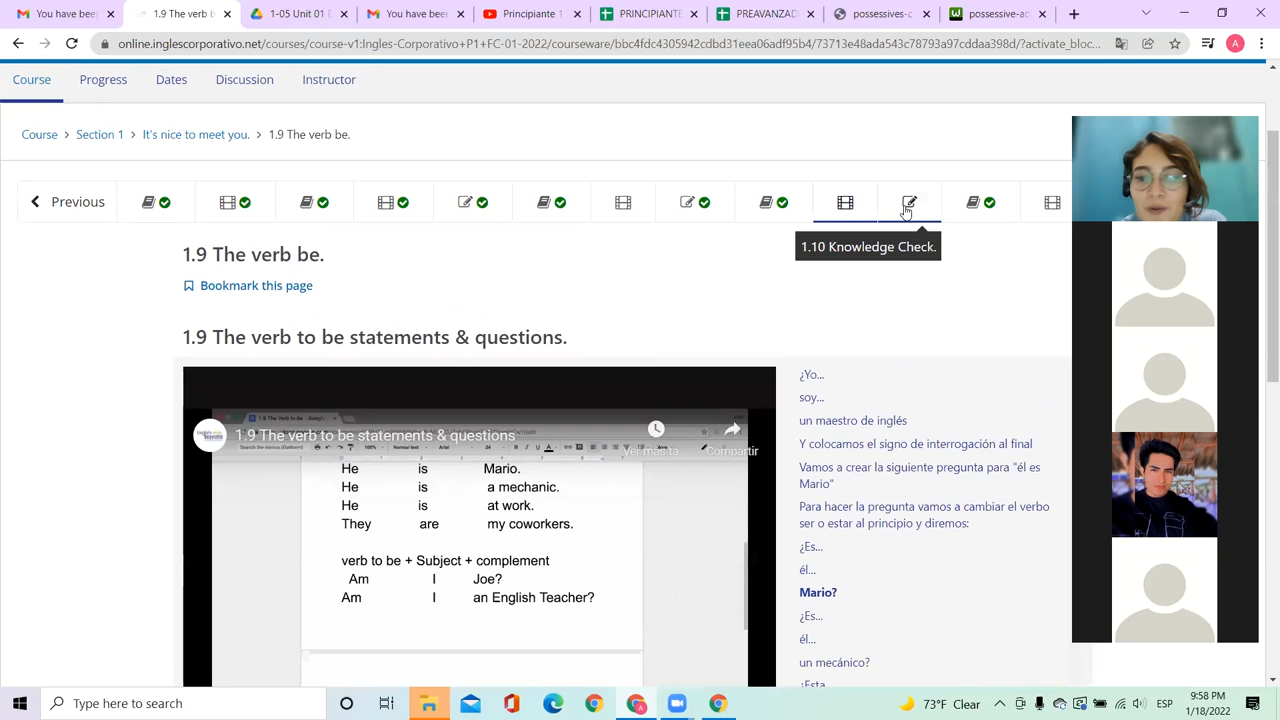 You have bee
1.9 The verb be
1-05 Unit 01 E
You have bee
Principiante 1
PRINCIPIANTE
PREAVANZAD
possessives-c
possessive-ac
online.inglescorporativo.net/courses/course-v1:Ingles-Corporativo+P1+FC-01-2022/courseware/bbc4fdc4305942cdbd31eea06adf95b4/73713e48ada543c78793a97cddaa398d/?activate_bloc...
A
Course
Progress
Dates
Discussion
Instructor
Course > Section 1 > It's nice to meet you. > 1.9 The verb be.
Previous
1.10 Knowledge Check.
1.9 The verb be.
Bookmark this page
1.9 The verb to be statements & questions.
1.9 The verb to be statements & questions
Ver más ta...
Compartir
He is Mario.
He is a mechanic.
He is at work.
They are my coworkers.
verb to be + Subject + complement
Am I Joe?
Am I an English Teacher?
¿Yo...
soy...
un maestro de inglés
Y colocamos el signo de interrogación al final
Vamos a crear la siguiente pregunta para "él es
Mario"
Para hacer la pregunta vamos a cambiar el verbo
ser o estar al principio y diremos:
¿Es...
él...
Mario?
¿Es...
él...
un mecánico?
¿Esta
Type here to search
73°F Clear
ESP
9:58 PM
1/18/2022